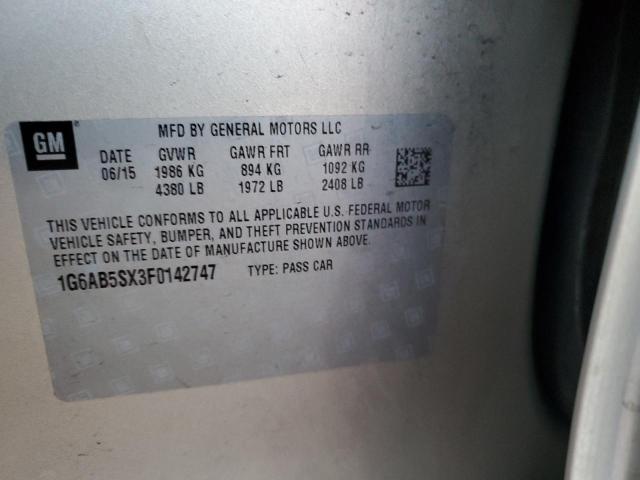 GM
MFD BY GENERAL MOTORS LLC
DATE GVWR GAWR FRT GAWR RR
06/15 1986 KG 894 KG 1092 KG
4380 LB 1972 LB 2408 LB
THIS VEHICLE CONFORMS TO ALL APPLICABLE U.S. FEDERAL MOTOR
VEHICLE SAFETY, BUMPER, AND THEFT PREVENTION STANDARDS IN
EFFECT ON THE DATE OF MANUFACTURE SHOWN ABOVE.
1G6AB5SX3F0142747 TYPE: PASS CAR